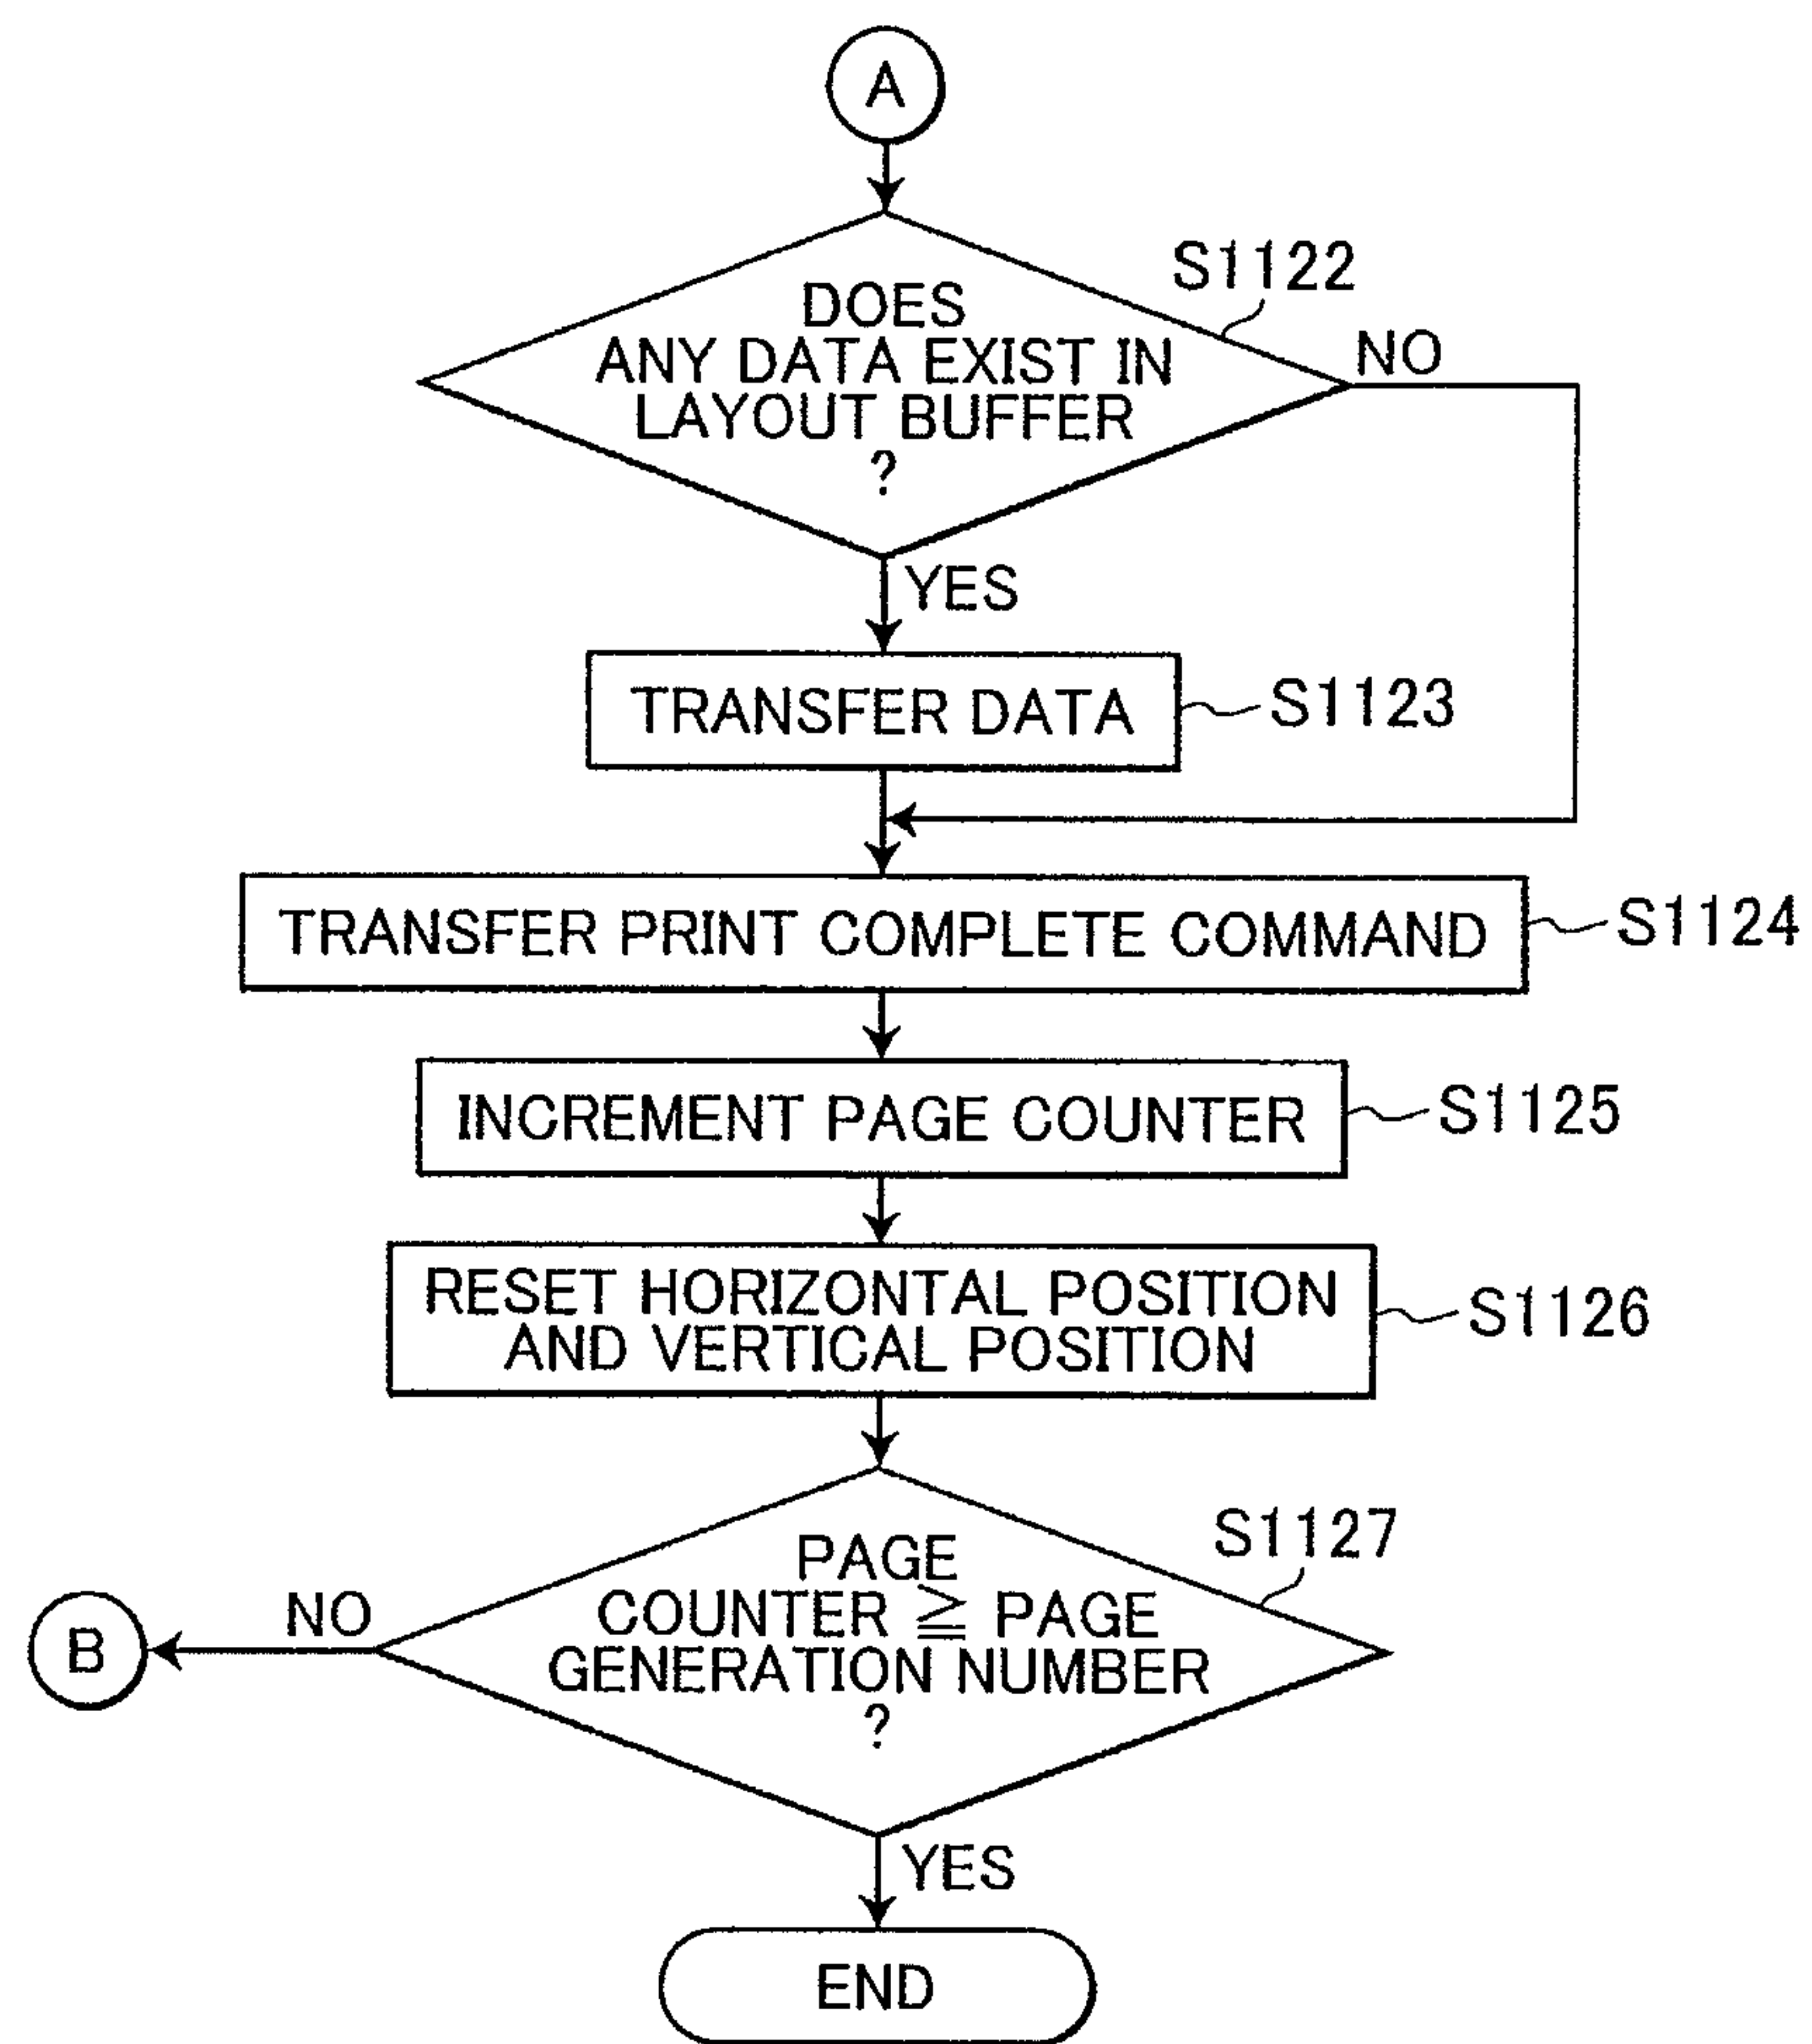 A
S1122
DOES
ANY DATA EXIST IN
LAYOUT BUFFER
?
NO
YES
TRANSFER DATA
S1123
TRANSFER PRINT COMPLETE COMMAND
S1124
INCREMENT PAGE COUNTER
S1125
RESET HORIZONTAL POSITION
AND VERTICAL POSITION
S1126
S1127
PAGE
COUNTER ≧ PAGE
GENERATION NUMBER
?
NO
B
YES
END